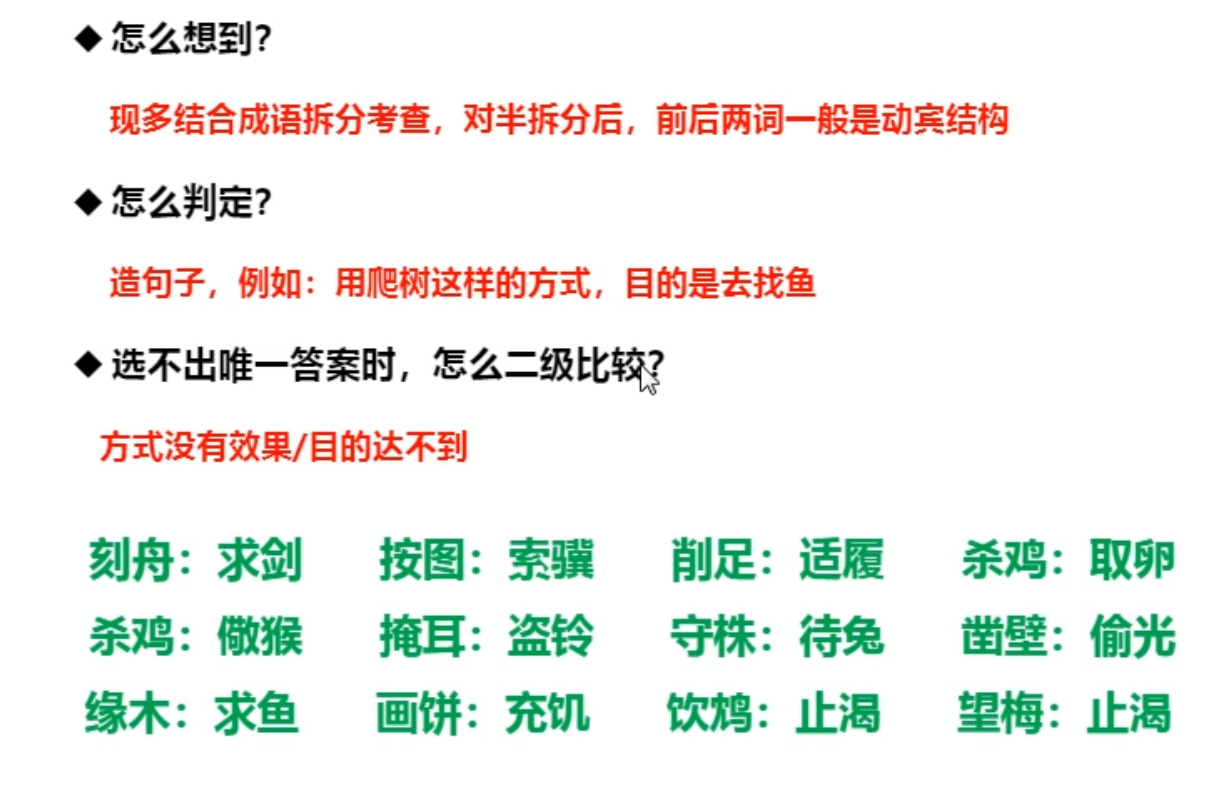 ◆ 怎么想到?
现多结合成语拆分考查，对半拆分后，前后两词一般是动宾结构
◆ 怎么判定?
造句子，例如：用爬树这样的方式，目的是去找鱼
◆ 选不出唯一答案时，怎么二级比较?
方式没有效果/目的达不到
刻舟：求剑 按图：索骥 削足：适履 杀鸡：取卵
杀鸡：儆猴 掩耳：盗铃 守株：待兔 凿壁：偷光
缘木：求鱼 画饼：充饥 饮鸩：止渴 望梅：止渴